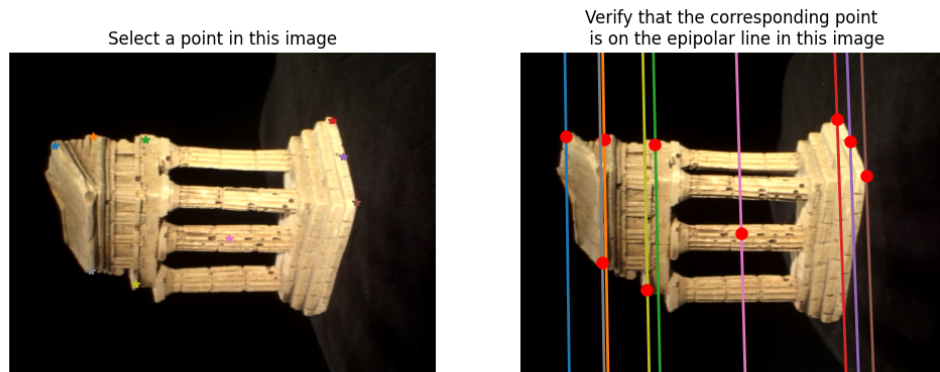 Select a point in this image
Verify that the corresponding point
is on the epipolar line in this image